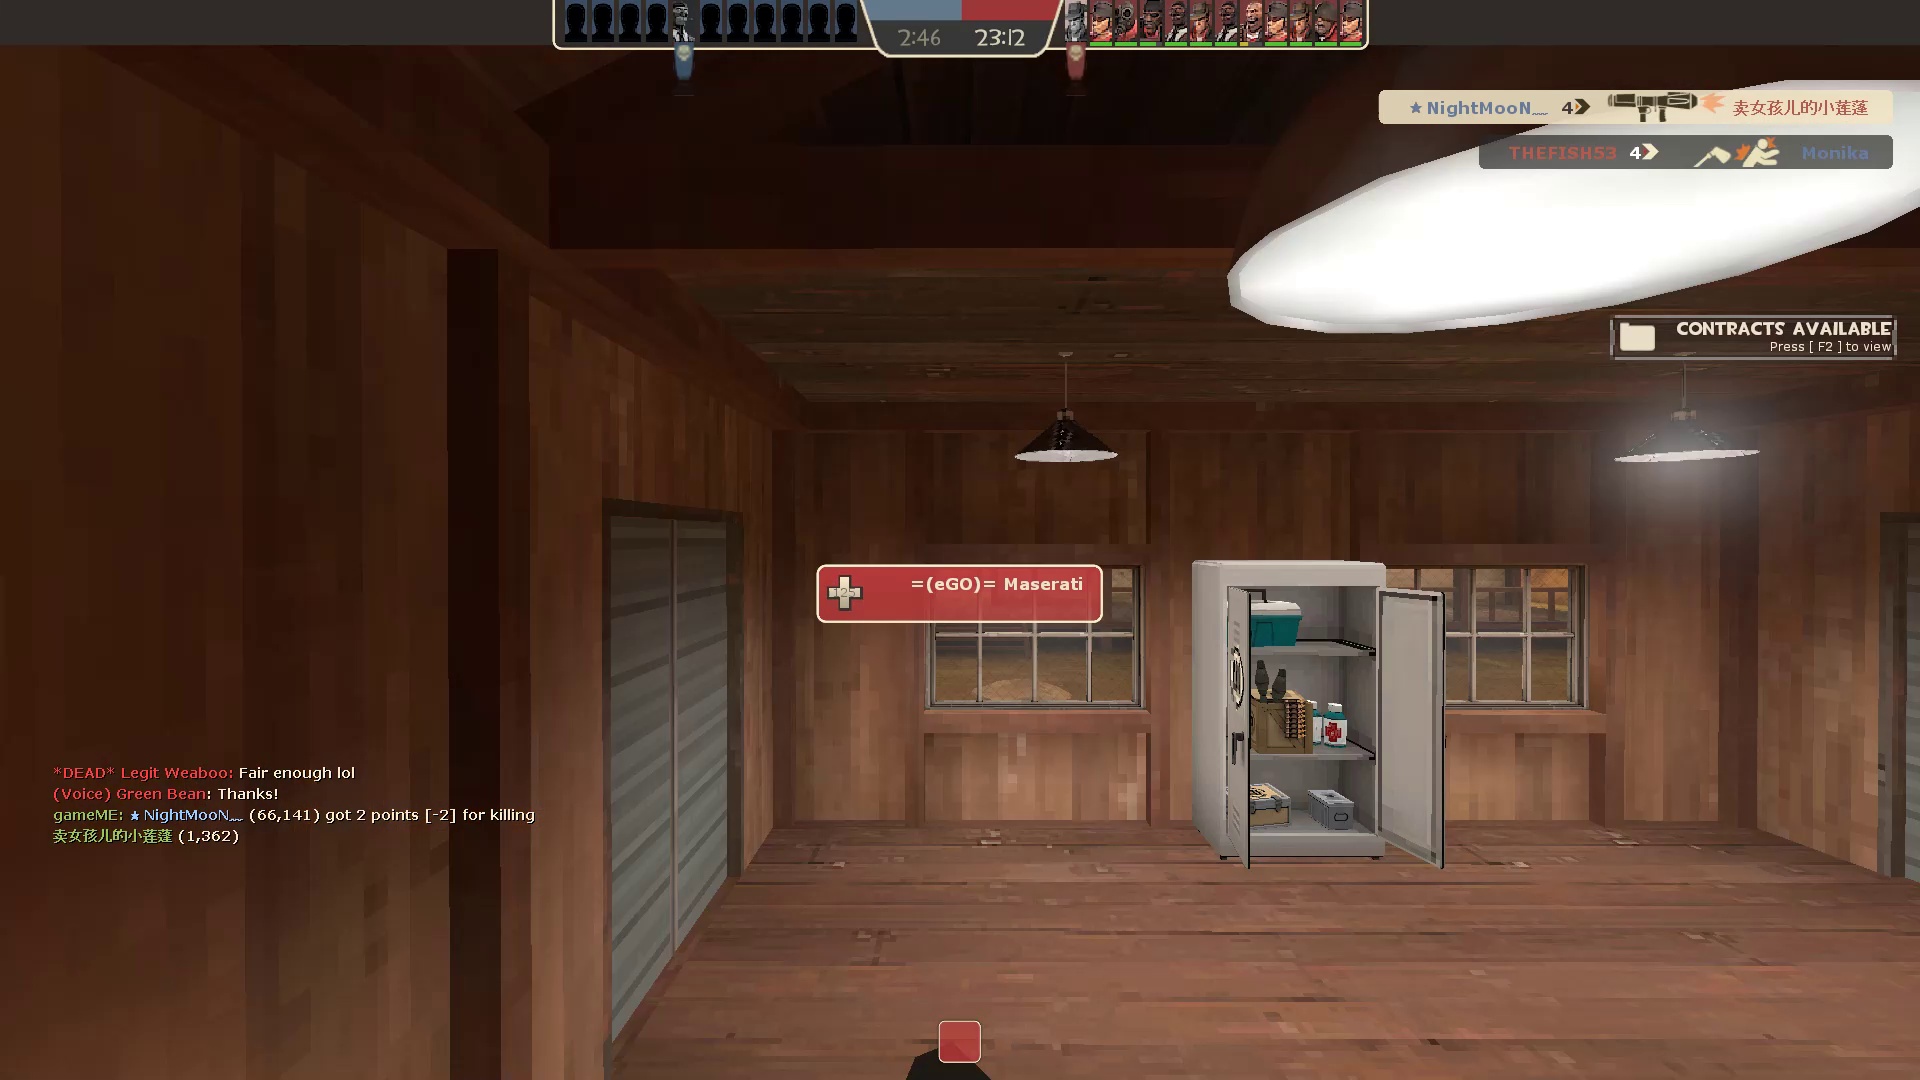 2:46 23:12
★ NightMooN﹏ 4 卖女孩儿的小莲蓬
THEFISH53 4 Monika
CONTRACTS AVAILABLE
Press [ F2 ] to view
=(eGO)= Maserati
125
*DEAD* Legit Weaboo: Fair enough lol
(Voice) Green Bean: Thanks!
gameME: ★ NightMooN﹏ (66,141) got 2 points [-2] for killing
卖女孩儿的小莲蓬 (1,362)